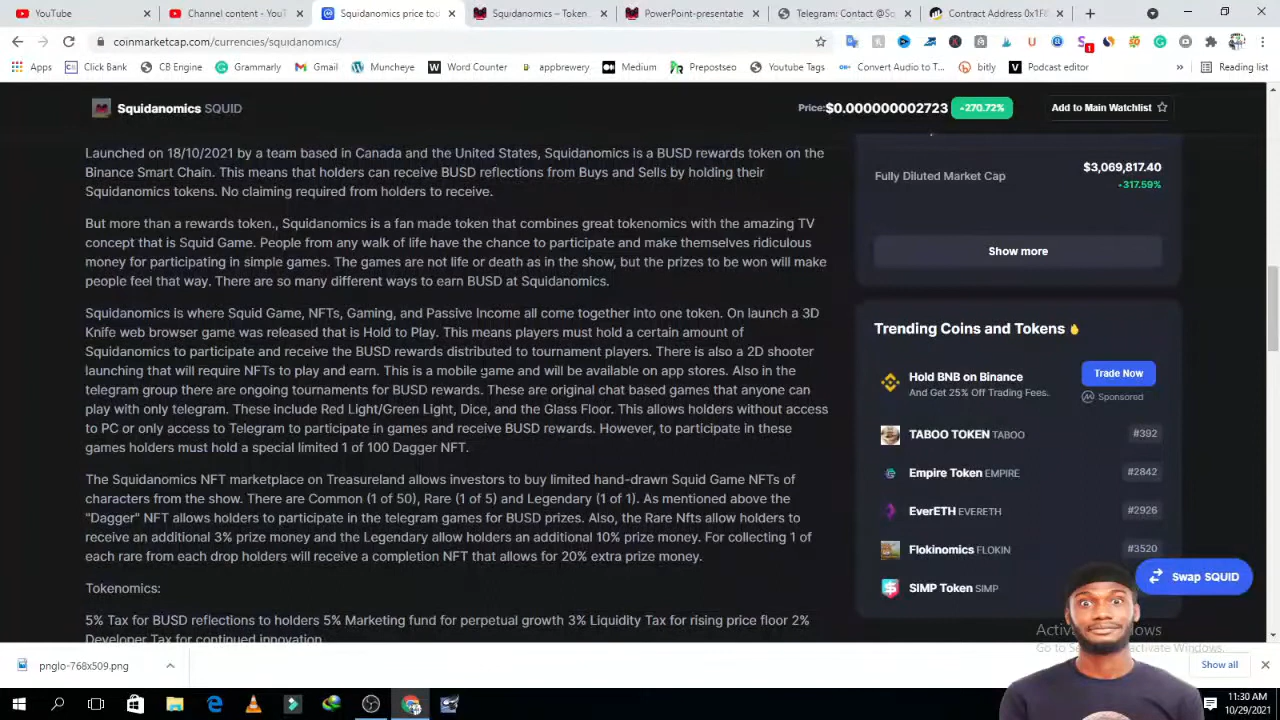 YouTube
Channel content - YouT
Squidanomics price tod
Squidanomics – Token
PowerPoint-presentatie
Telegram: Contact @Sq
Contract Address 0x1Fl
coinmarketcap.com/currencies/squidanomics/
Apps
Click Bank
CB Engine
Grammarly
Gmail
Muncheye
Word Counter
appbrewery
Medium
Prepostseo
Youtube Tags
Convert Audio to T...
bitly
Podcast editor
Reading list
Squidanomics SQUID
Price: $0.000000002723
270.72%
Add to Main Watchlist
Launched on 18/10/2021 by a team based in Canada and the United States, Squidanomics is a BUSD rewards token on the
Binance Smart Chain. This means that holders can receive BUSD reflections from Buys and Sells by holding their
Squidanomics tokens. No claiming required from holders to receive.
But more than a rewards token., Squidanomics is a fan made token that combines great tokenomics with the amazing TV
concept that is Squid Game. People from any walk of life have the chance to participate and make themselves ridiculous
money for participating in simple games. The games are not life or death as in the show, but the prizes to be won will make
people feel that way. There are so many different ways to earn BUSD at Squidanomics.
Squidanomics is where Squid Game, NFTs, Gaming, and Passive Income all come together into one token. On launch a 3D
Knife web browser game was released that is Hold to Play. This means players must hold a certain amount of
Squidanomics to participate and receive the BUSD rewards distributed to tournament players. There is also a 2D shooter
launching that will require NFTs to play and earn. This is a mobile game and will be available on app stores. Also in the
telegram group there are ongoing tournaments for BUSD rewards. These are original chat based games that anyone can
play with only telegram. These include Red Light/Green Light, Dice, and the Glass Floor. This allows holders without access
to PC or only access to Telegram to participate in games and receive BUSD rewards. However, to participate in these
games holders must hold a special limited 1 of 100 Dagger NFT.
The Squidanomics NFT marketplace on Treasureland allows investors to buy limited hand-drawn Squid Game NFTs of
characters from the show. There are Common (1 of 50), Rare (1 of 5) and Legendary (1 of 1). As mentioned above the
"Dagger" NFT allows holders to participate in the telegram games for BUSD prizes. Also, the Rare Nfts allow holders to
receive an additional 3% prize money and the Legendary allow holders an additional 10% prize money. For collecting 1 of
each rare from each drop holders will receive a completion NFT that allows for 20% extra prize money.
Tokenomics:
5% Tax for BUSD reflections to holders 5% Marketing fund for perpetual growth 3% Liquidity Tax for rising price floor 2%
Developer Tax for continued innovation
Fully Diluted Market Cap
$3,069,817.40
317.59%
Show more
Trending Coins and Tokens
Hold BNB on Binance
And Get 25% Off Trading Fees.
Trade Now
Sponsored
TABOO TOKEN TABOO
#392
Empire Token EMPIRE
#2842
EverETH EVERETH
#2926
Flokinomics FLOKIN
#3520
SIMP Token SIMP
Swap SQUID
Windows
Go to Se
activate Windows.
pnglo-768x509.png
Show all
11:30 AM
10/29/2021